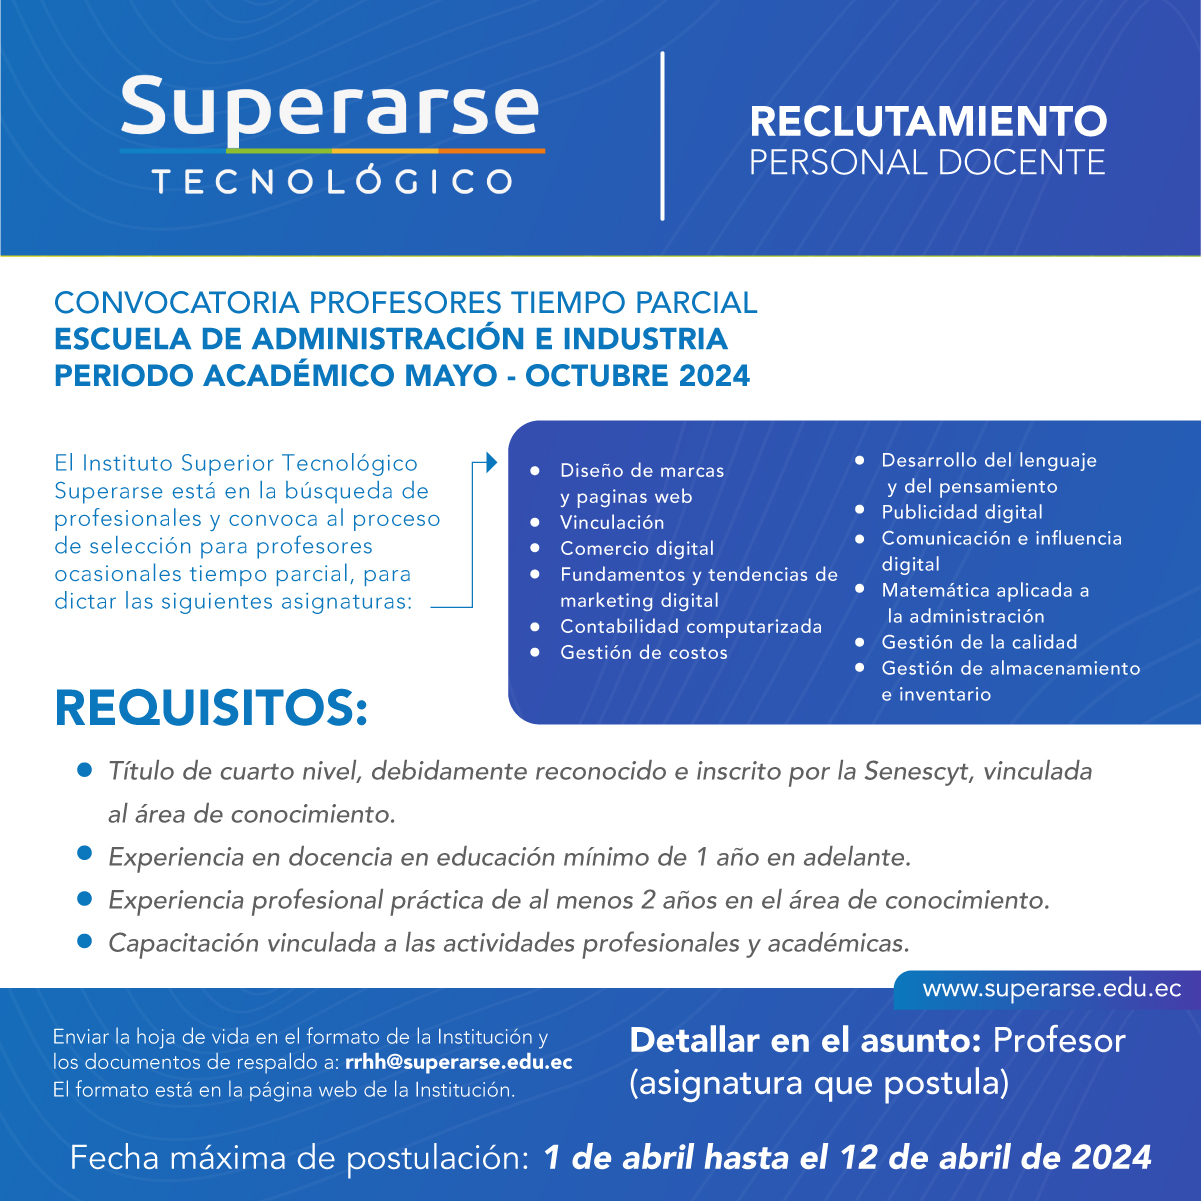 Superarse
TECNOLÓGICO
RECLUTAMIENTO
PERSONAL DOCENTE
CONVOCATORIA PROFESORES TIEMPO PARCIAL
ESCUELA DE ADMINISTRACIÓN E INDUSTRIA
PERIODO ACADÉMICO MAYO - OCTUBRE 2024
El Instituto Superior Tecnológico
Superarse está en la búsqueda de
profesionales y convoca al proceso
de selección para profesores
ocasionales tiempo parcial, para
dictar las siguientes asignaturas:
• Diseño de marcas
y paginas web
• Vinculación
• Comercio digital
• Fundamentos y tendencias de
marketing digital
• Contabilidad computarizada
• Gestión de costos
• Desarrollo del lenguaje
y del pensamiento
• Publicidad digital
• Comunicación e influencia
digital
• Matemática aplicada a
la administración
• Gestión de la calidad
• Gestión de almacenamiento
e inventario
REQUISITOS:
• Título de cuarto nivel, debidamente reconocido e inscrito por la Senescyt, vinculada
al área de conocimiento.
• Experiencia en docencia en educación mínimo de 1 año en adelante.
• Experiencia profesional práctica de al menos 2 años en el área de conocimiento.
• Capacitación vinculada a las actividades profesionales y académicas.
www.superarse.edu.ec
Enviar la hoja de vida en el formato de la Institución y
los documentos de respaldo a: rrhh@superarse.edu.ec
El formato está en la página web de la Institución.
Detallar en el asunto: Profesor
(asignatura que postula)
Fecha máxima de postulación: 1 de abril hasta el 12 de abril de 2024